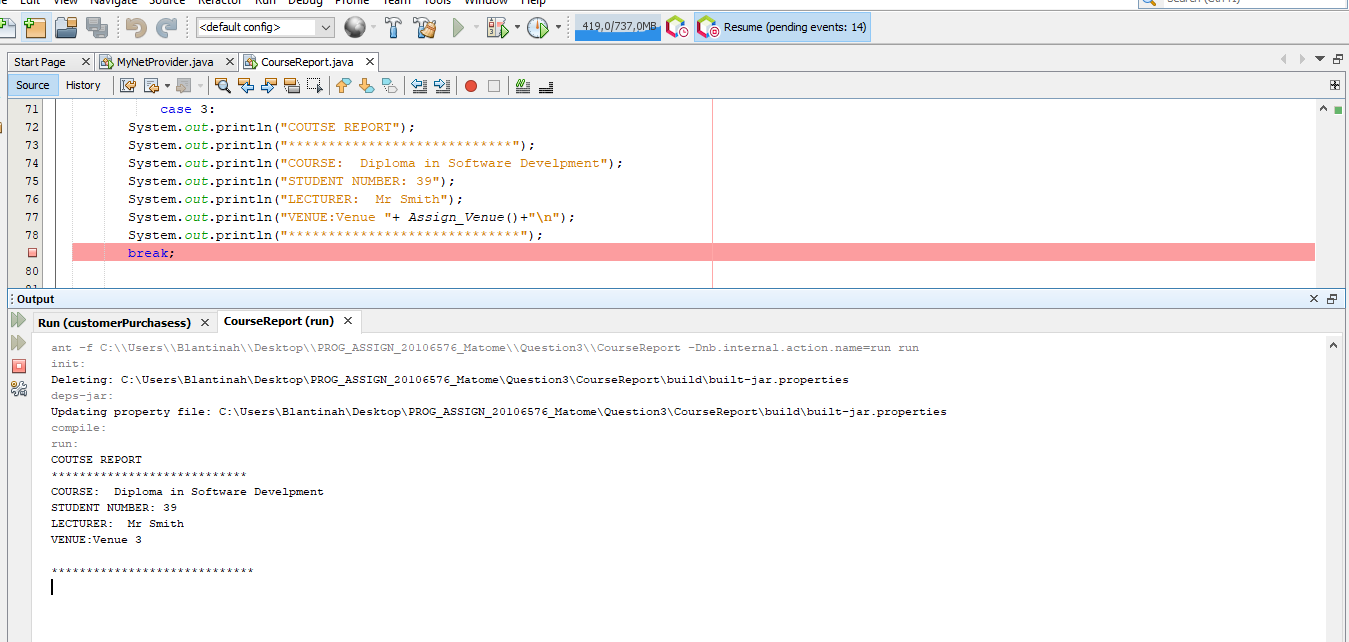 Edit View Navigate Source Refactor Run Debug Profile Team Tools Window Help
<default config> 419,0/737,0MB Resume (pending events: 14)
Start Page MyNetProvider.java CourseReport.java
Source History
71 case 3:
72 System.out.println("COUTSE REPORT");
73 System.out.println("****************************");
74 System.out.println("COURSE:  Diploma in Software Develpment");
75 System.out.println("STUDENT NUMBER: 39");
76 System.out.println("LECTURER:  Mr Smith");
77 System.out.println("VENUE:Venue "+ Assign_Venue()+"\n");
78 System.out.println("*****************************");
break;
80
81
Output
Run (customerPurchasess) CourseReport (run)
ant -f C:\\Users\\Blantinah\\Desktop\\PROG_ASSIGN_20106576_Matome\\Question3\\CourseReport -Dnb.internal.action.name=run run
init:
Deleting: C:\Users\Blantinah\Desktop\PROG_ASSIGN_20106576_Matome\Question3\CourseReport\build\built-jar.properties
deps-jar:
Updating property file: C:\Users\Blantinah\Desktop\PROG_ASSIGN_20106576_Matome\Question3\CourseReport\build\built-jar.properties
compile:
run:
COUTSE REPORT
****************************
COURSE:  Diploma in Software Develpment
STUDENT NUMBER: 39
LECTURER:  Mr Smith
VENUE:Venue 3
*****************************